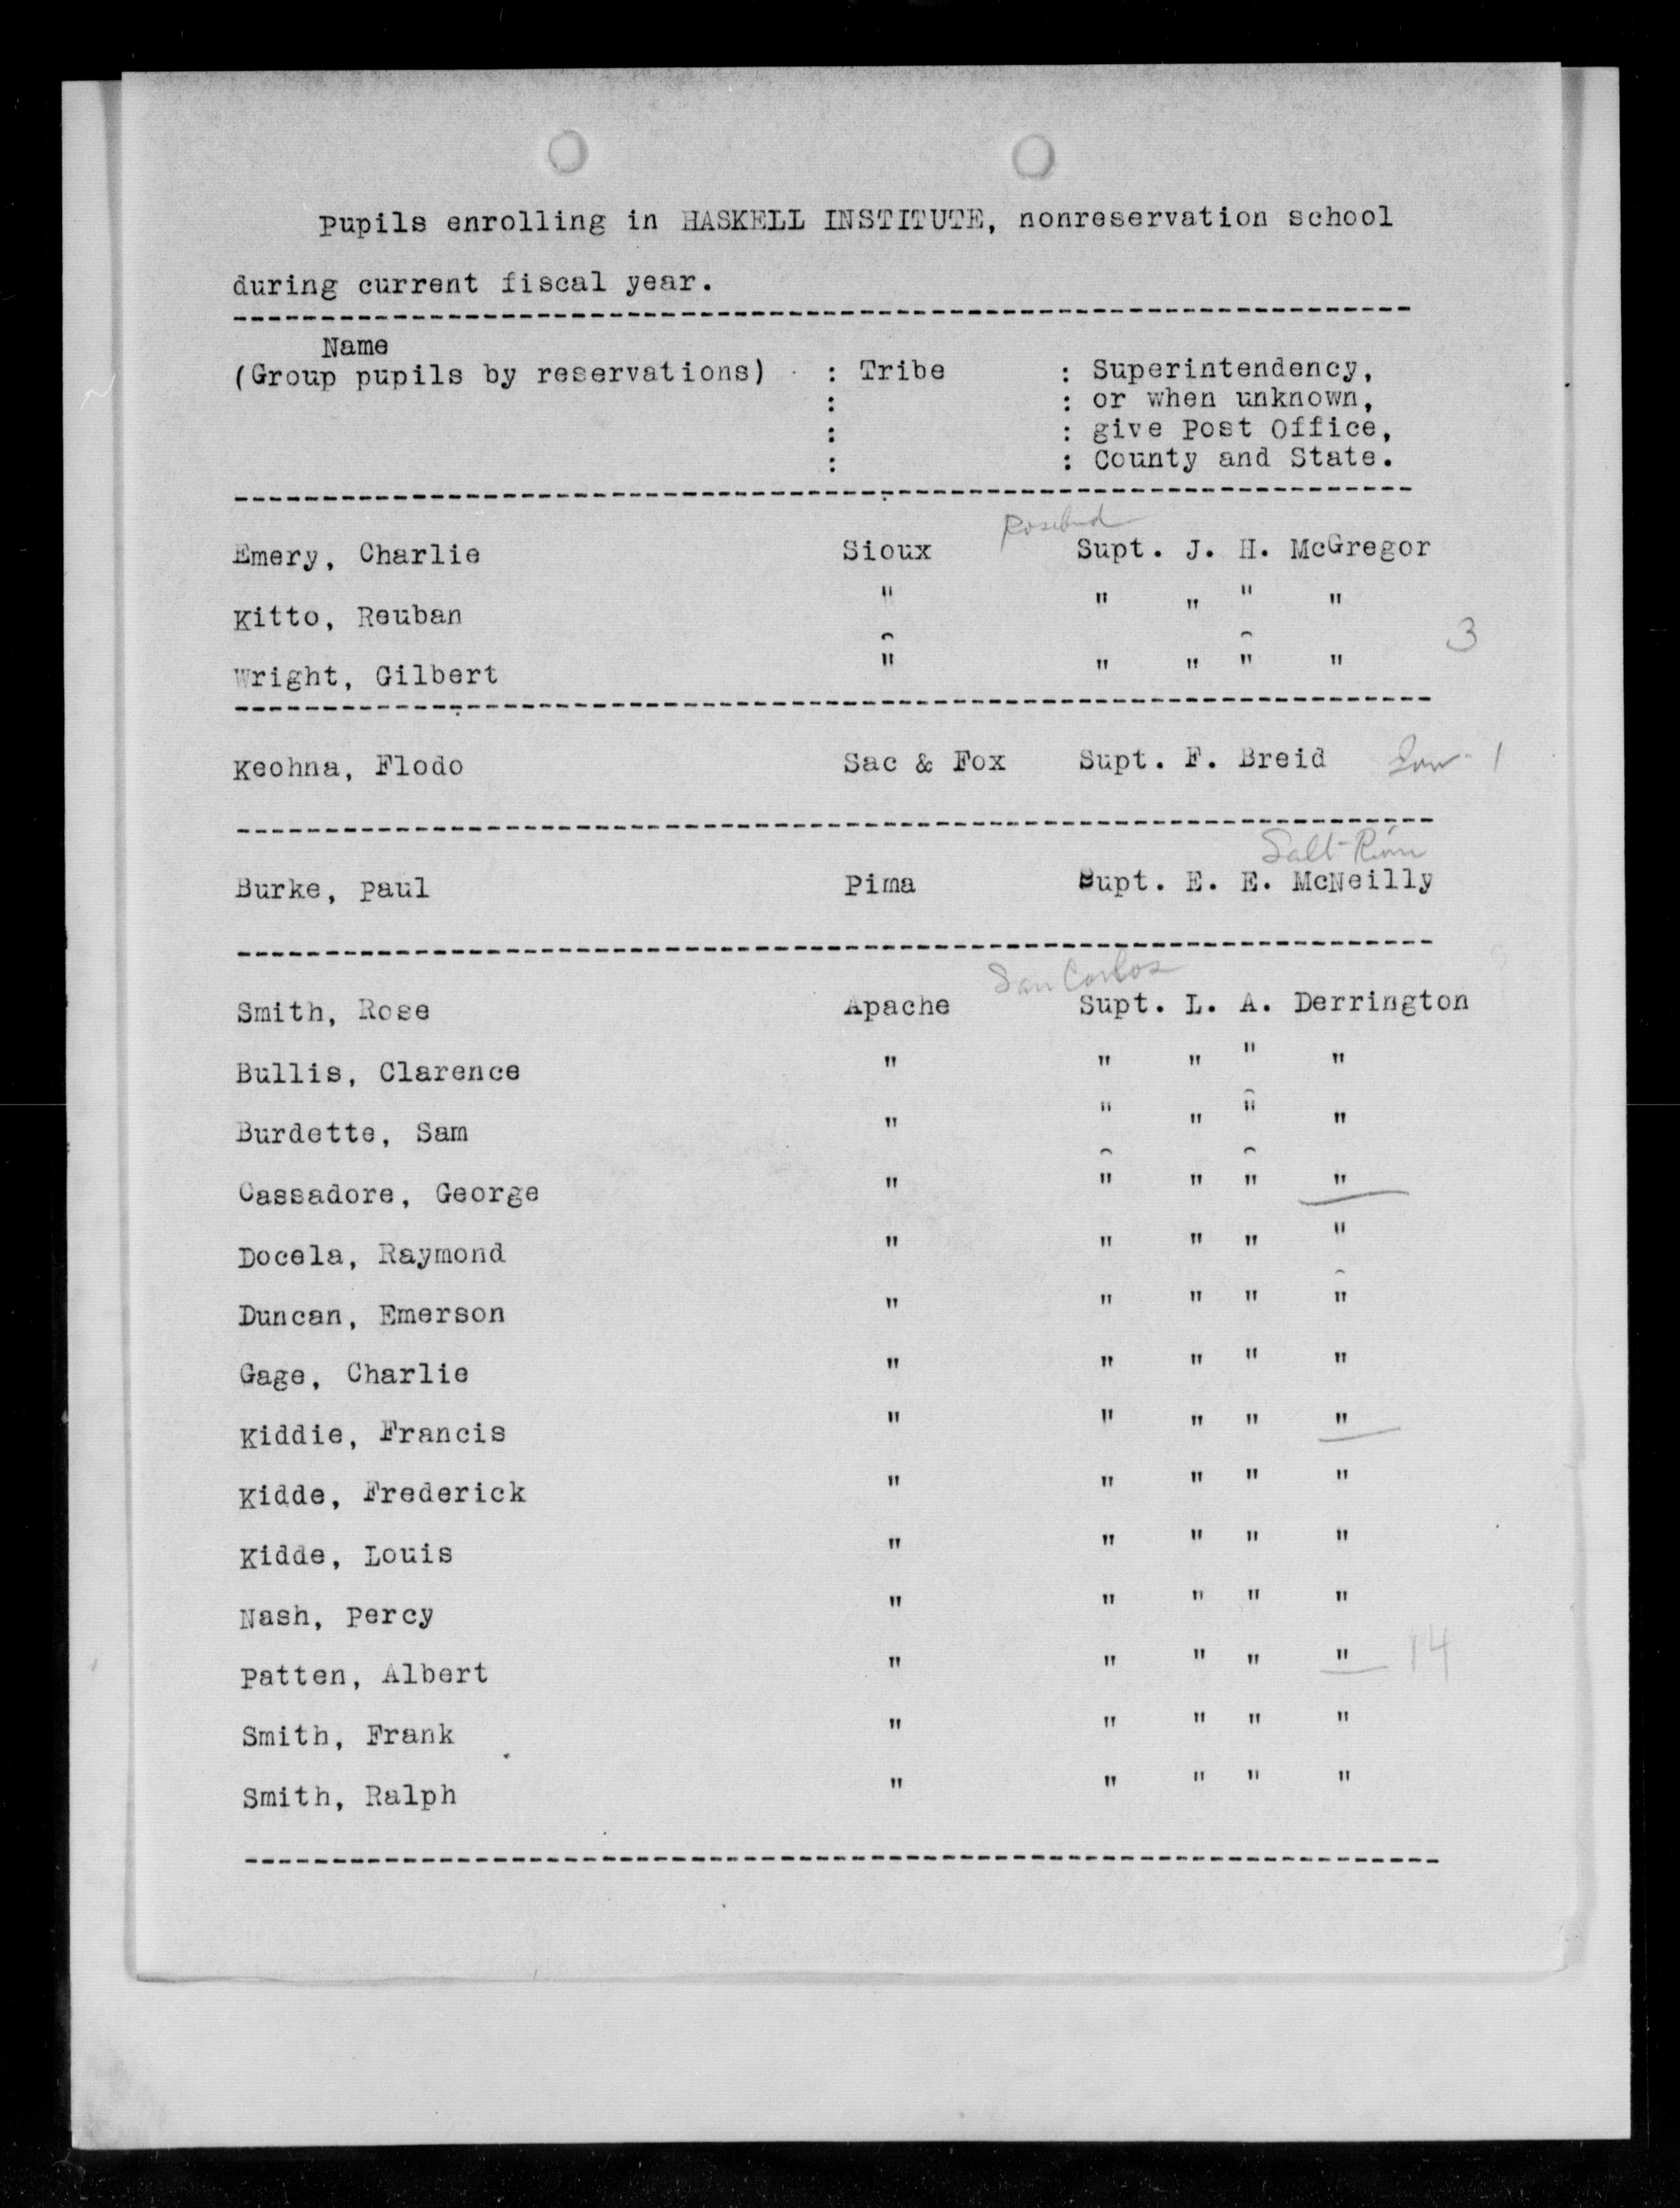 Pupils enrolling in HASKELL INSTITUTE, nonreservation school
during current fiscal year.
Name
(Group pupils by reservations) : Tribe : Superintendency,
: : or when unknown,
: : give Post Office,
: : County and State.
Rosebud
Emery, Charlie Sioux Supt. J. H. McGregor
Kitto, Reuban " " " " "
3
Wright, Gilbert " " " " "
Keohna, Flodo Sac & Fox Supt. F. Breid 1
Salt River
Burke, Paul Pima Supt. E. E. McNeilly
San Carlos
Smith, Rose Apache Supt. L. A. Derrington
Bullis, Clarence " " " " "
Burdette, Sam " " " " "
Cassadore, George " " " " "
Docela, Raymond " " " " "
Duncan, Emerson " " " " "
Gage, Charlie " " " " "
Kiddie, Francis " " " " "
Kidde, Frederick " " " " "
Kidde, Louis " " " " "
Nash, Percy " " " " "
Patten, Albert " " " " " 14
Smith, Frank " " " " "
Smith, Ralph " " " " "